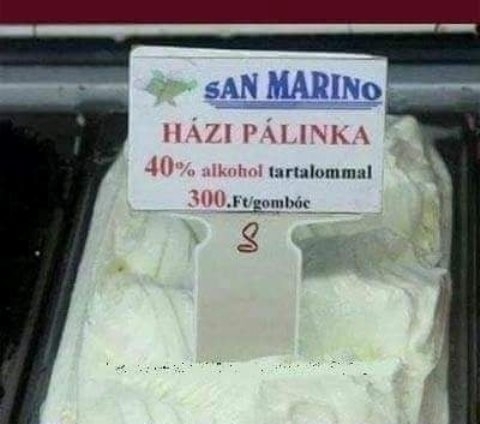 SAN MARINO
HÁZI PÁLINKA
40% alkohol tartalommal
300.Ft/gombóc
S